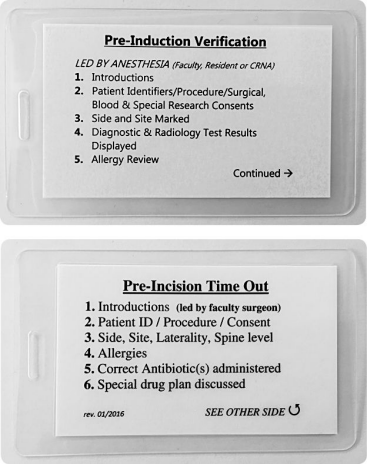 Pre-Induction Verification
LED BY ANESTHESIA (Faculty, Resident or CRNA)
1. Introductions
2. Patient Identifiers/Procedure/Surgical,
Blood & Special Research Consents
3. Side and Site Marked
4. Diagnostic & Radiology Test Results
Displayed
5. Allergy Review
Continued →
Pre-Incision Time Out
1. Introductions (led by faculty surgeon)
2. Patient ID / Procedure / Consent
3. Side, Site, Laterality, Spine level
4. Allergies
5. Correct Antibiotic(s) administered
6. Special drug plan discussed
rev. 01/2016 SEE OTHER SIDE ↺